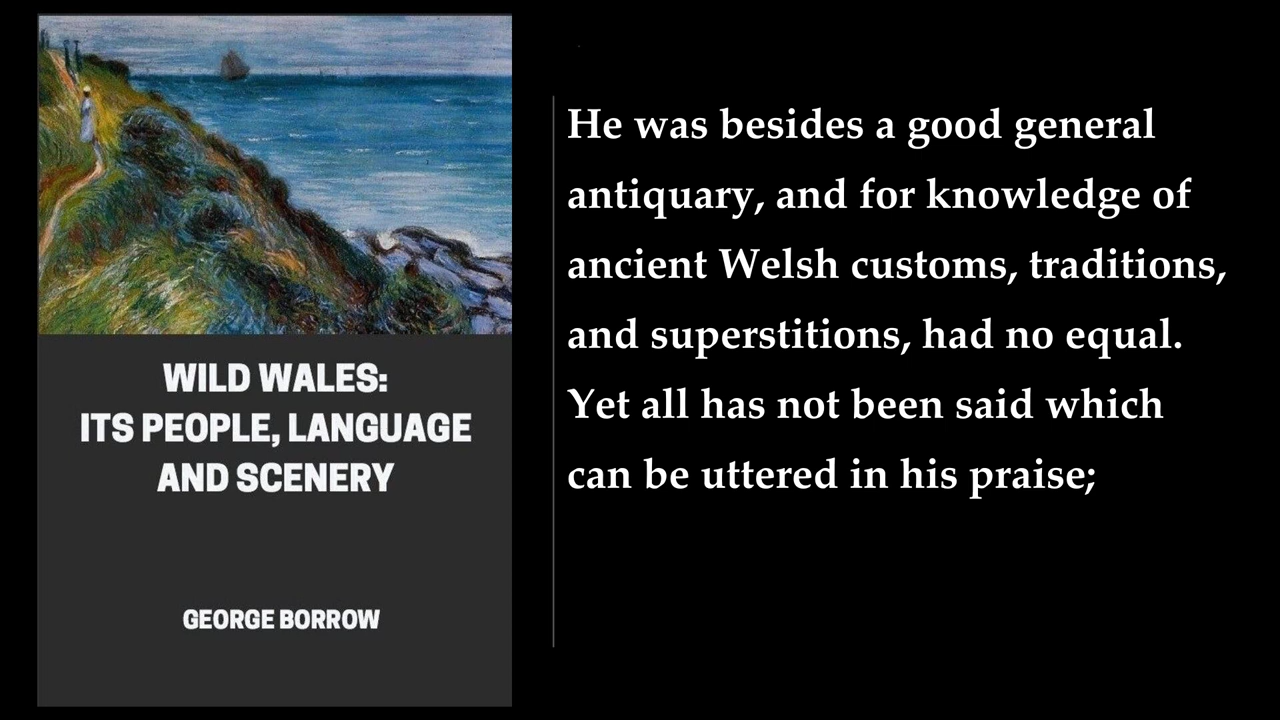 WILD WALES:
ITS PEOPLE, LANGUAGE
AND SCENERY
GEORGE BORROW
He was besides a good general
antiquary, and for knowledge of
ancient Welsh customs, traditions,
and superstitions, had no equal.
Yet all has not been said which
can be uttered in his praise;